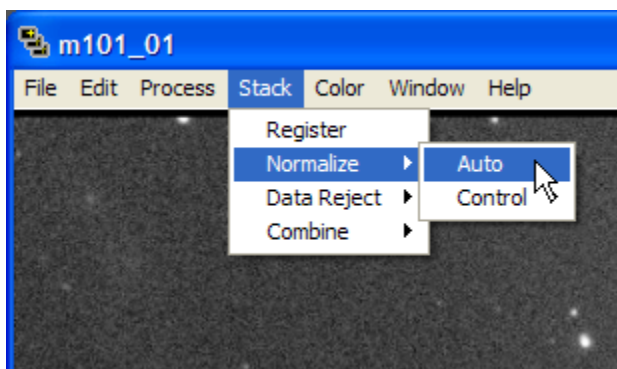 m101_01
File Edit Process Stack Color Window Help
Register
Normalize Auto
Data Reject Control
Combine